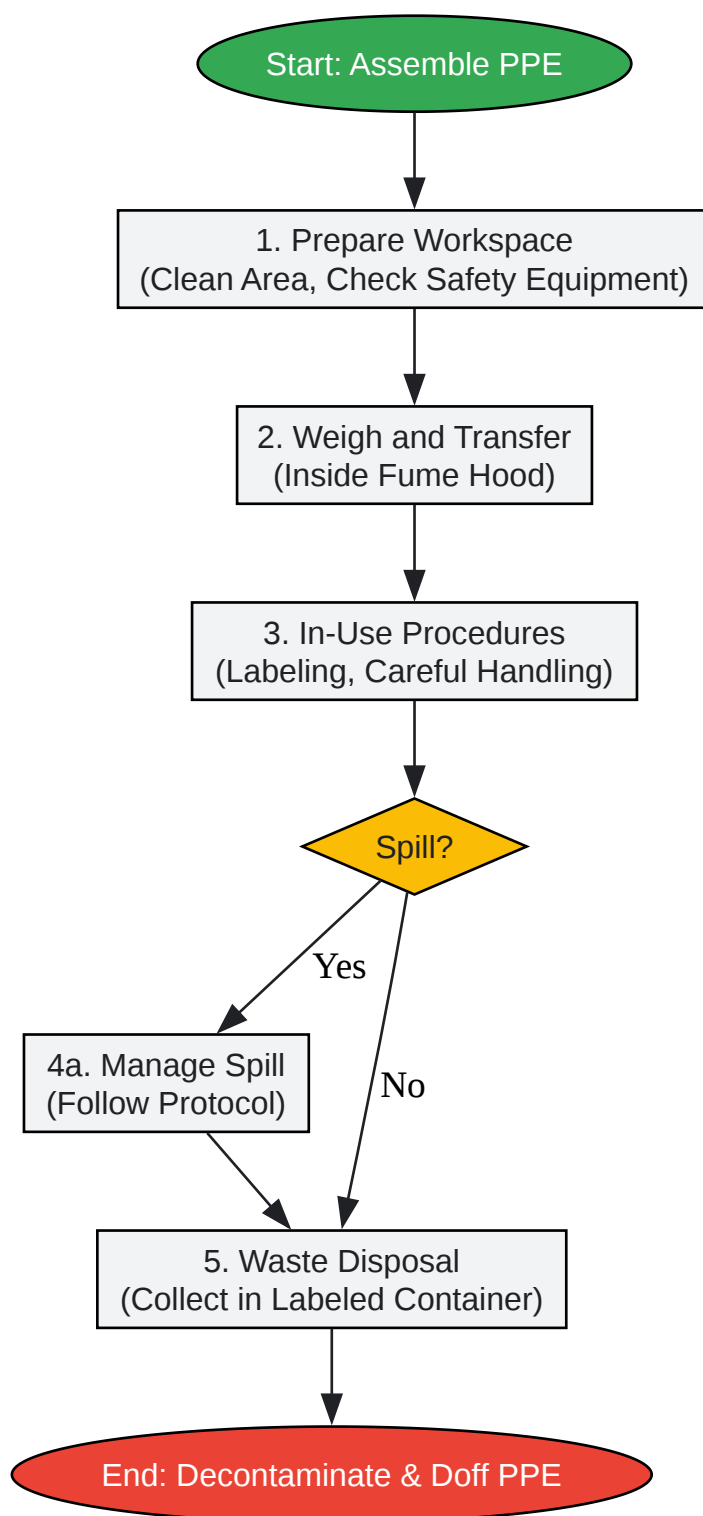 Start: Assemble PPE
1. Prepare Workspace
(Clean Area, Check Safety Equipment)
2. Weigh and Transfer
(Inside Fume Hood)
3. In-Use Procedures
(Labeling, Careful Handling)
Spill?
Yes
4a. Manage Spill
(Follow Protocol)
No
5. Waste Disposal
(Collect in Labeled Container)
End: Decontaminate & Doff PPE